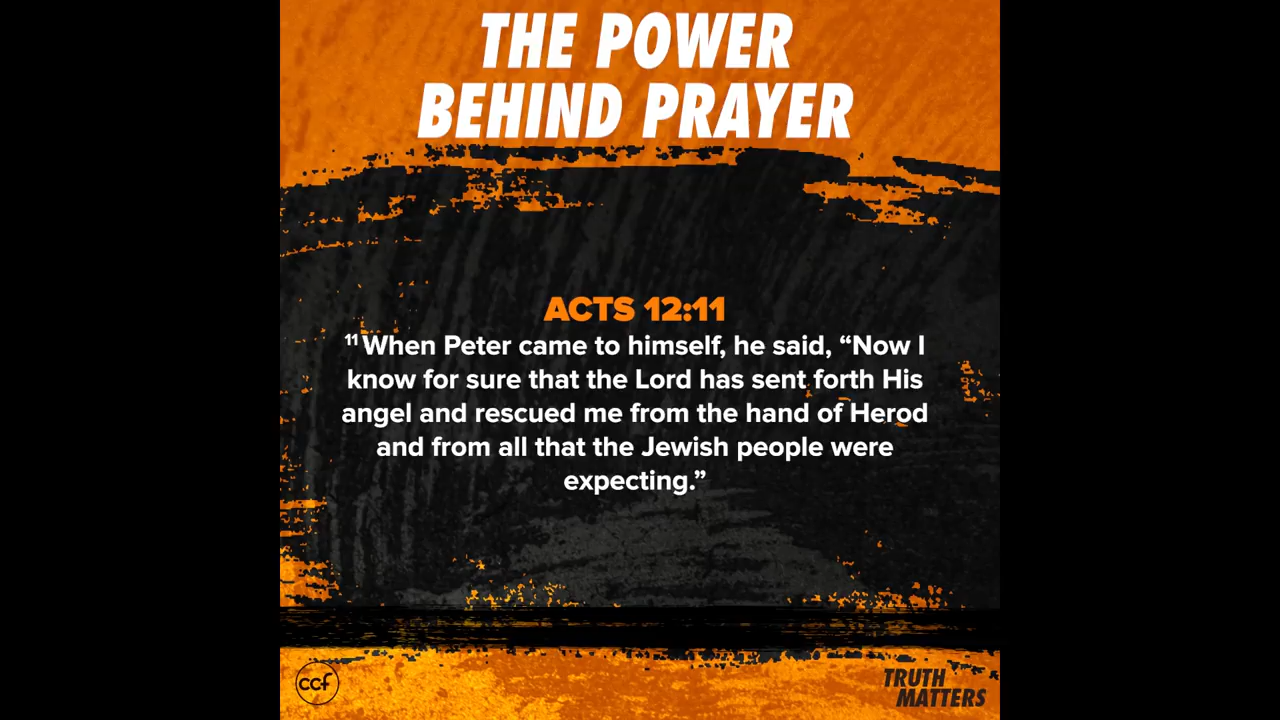 THE POWER
BEHIND PRAYER
ACTS 12:11
¹¹ When Peter came to himself, he said, “Now I
know for sure that the Lord has sent forth His
angel and rescued me from the hand of Herod
and from all that the Jewish people were
expecting.”
ccf
TRUTH
MATTERS